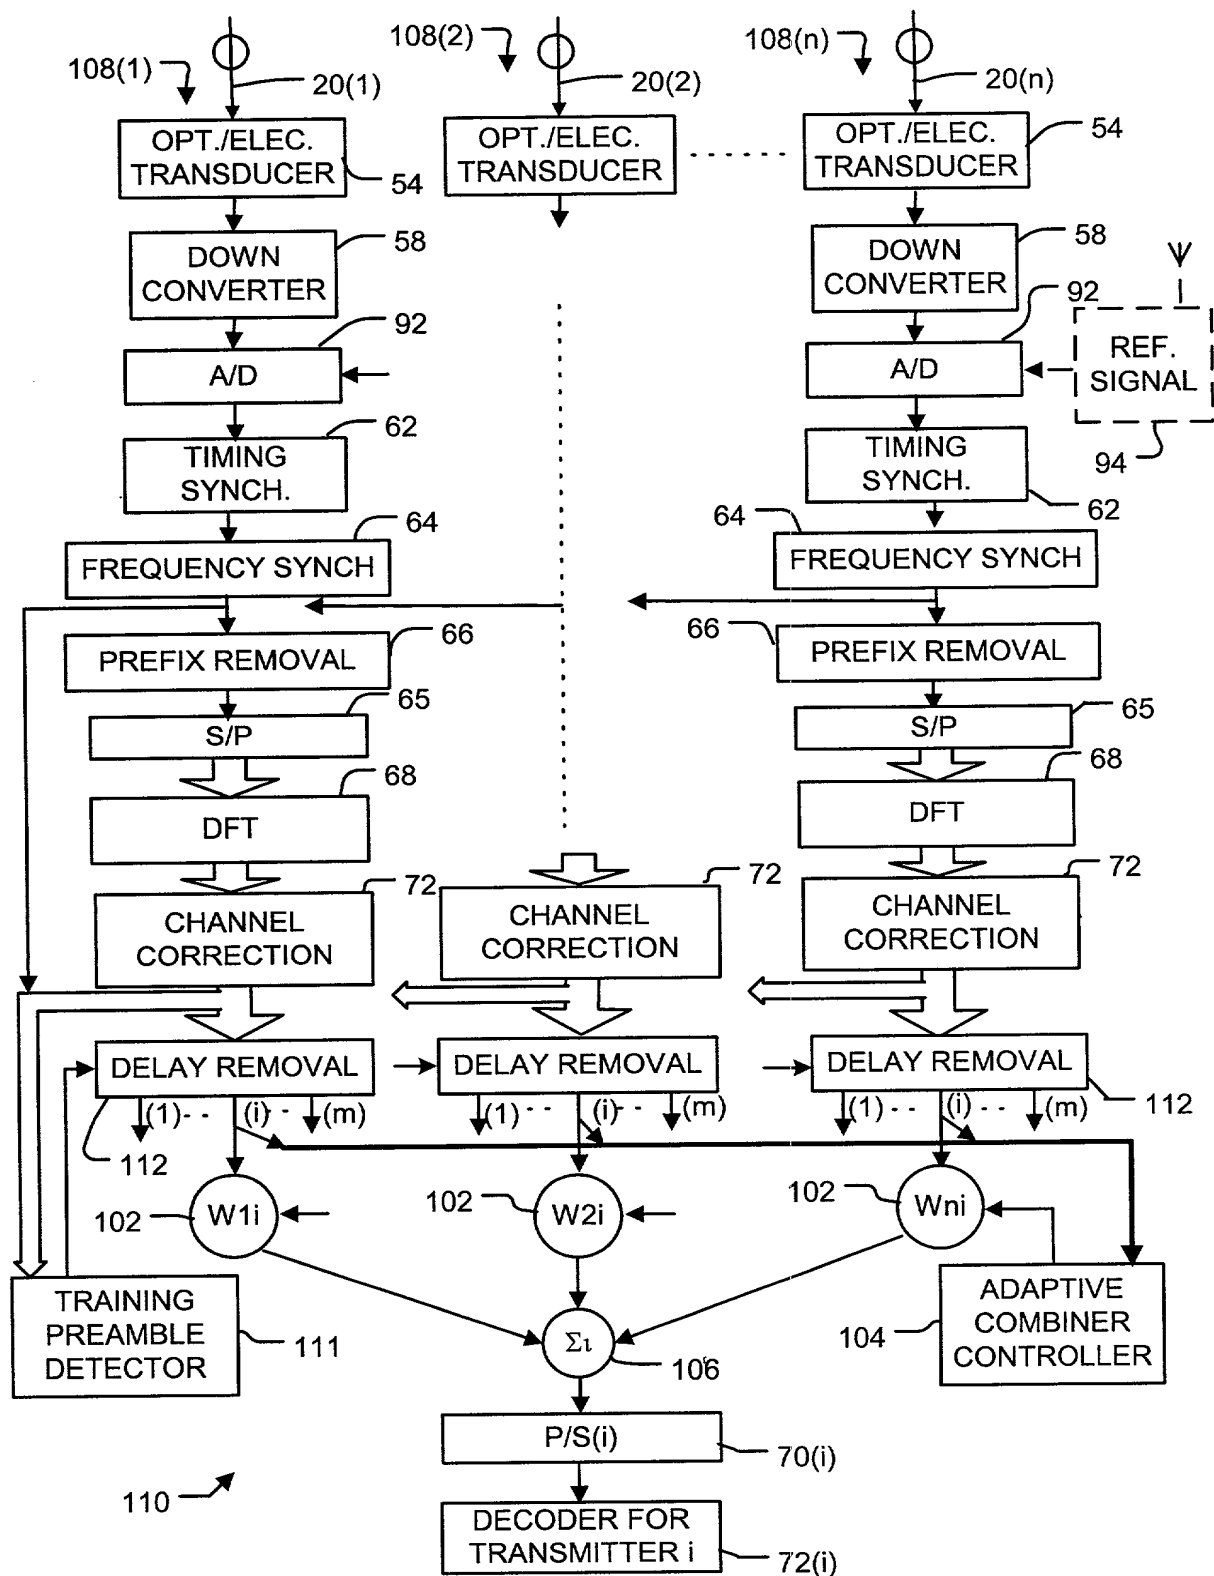 108(1)
20(1)
108(2)
20(2)
108(n)
20(n)
OPT./ELEC.
TRANSDUCER
54
OPT./ELEC.
TRANSDUCER
OPT./ELEC.
TRANSDUCER
54
DOWN
CONVERTER
58
DOWN
CONVERTER
58
A/D
92
A/D
92
REF.
SIGNAL
94
TIMING
SYNCH.
62
TIMING
SYNCH.
62
FREQUENCY SYNCH
64
64
FREQUENCY SYNCH
PREFIX REMOVAL
66
66
PREFIX REMOVAL
S/P
65
S/P
65
DFT
68
DFT
68
CHANNEL
CORRECTION
72
CHANNEL
CORRECTION
72
CHANNEL
CORRECTION
72
DELAY REMOVAL
DELAY REMOVAL
DELAY REMOVAL
(1) (i) (m)
(1) (i) (m)
(1) (i) (m)
112
112
102
W1i
102
W2i
102
Wni
TRAINING
PREAMBLE
DETECTOR
111
Σι
106
104
ADAPTIVE
COMBINER
CONTROLLER
P/S(i)
70(i)
110
DECODER FOR
TRANSMITTER i
72(i)